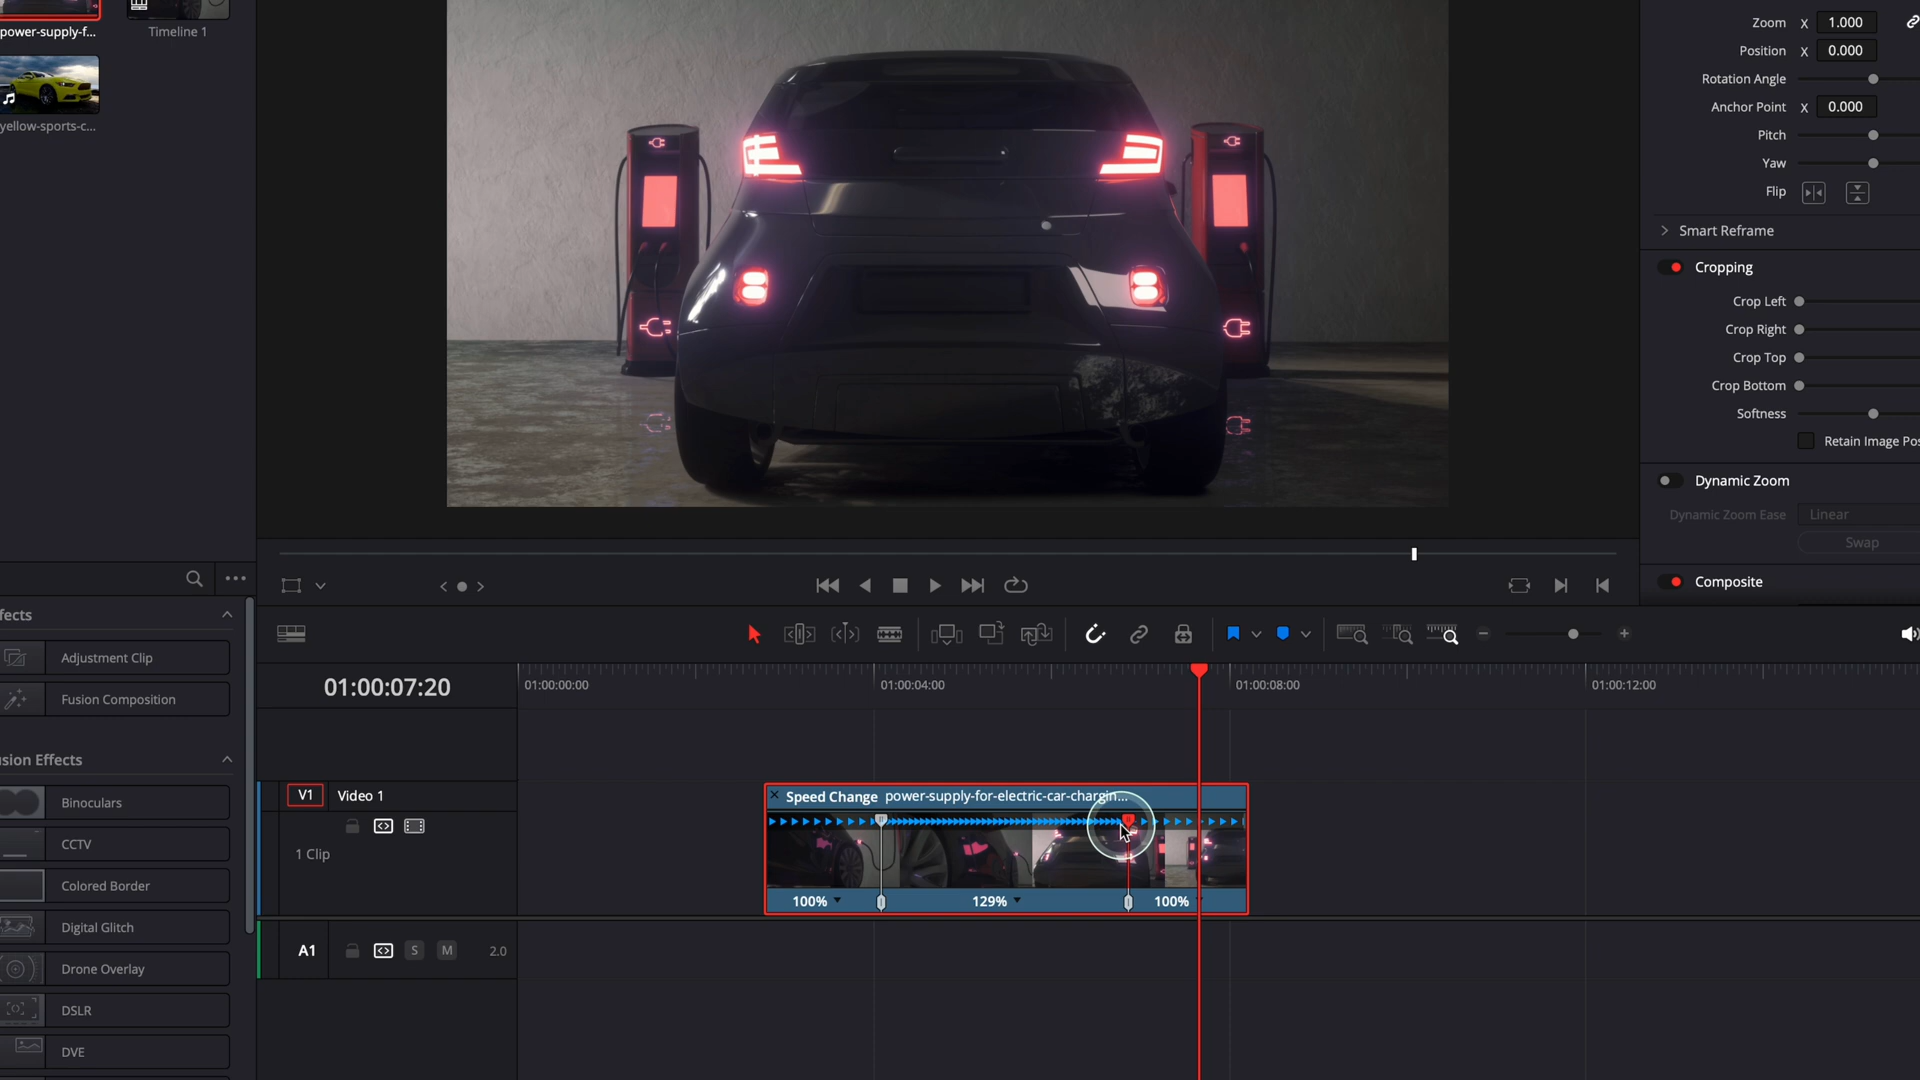 power-supply-f...
Timeline 1
yellow-sports-c...
Zoom X 1.000
Position X 0.000
Rotation Angle
Anchor Point X 0.000
Pitch
Yaw
Flip
Smart Reframe
Cropping
Crop Left
Crop Right
Crop Top
Crop Bottom
Softness
Retain Image Pos
Dynamic Zoom
Dynamic Zoom Ease Linear
Swap
Composite
fects
Adjustment Clip
Fusion Composition
sion Effects
Binoculars
CCTV
Colored Border
Digital Glitch
Drone Overlay
DSLR
DVE
01:00:07:20
01:00:00:00
01:00:04:00
01:00:08:00
01:00:12:00
V1 Video 1
1 Clip
Speed Change power-supply-for-electric-car-chargin...
100% 129% 100%
A1 S M 2.0